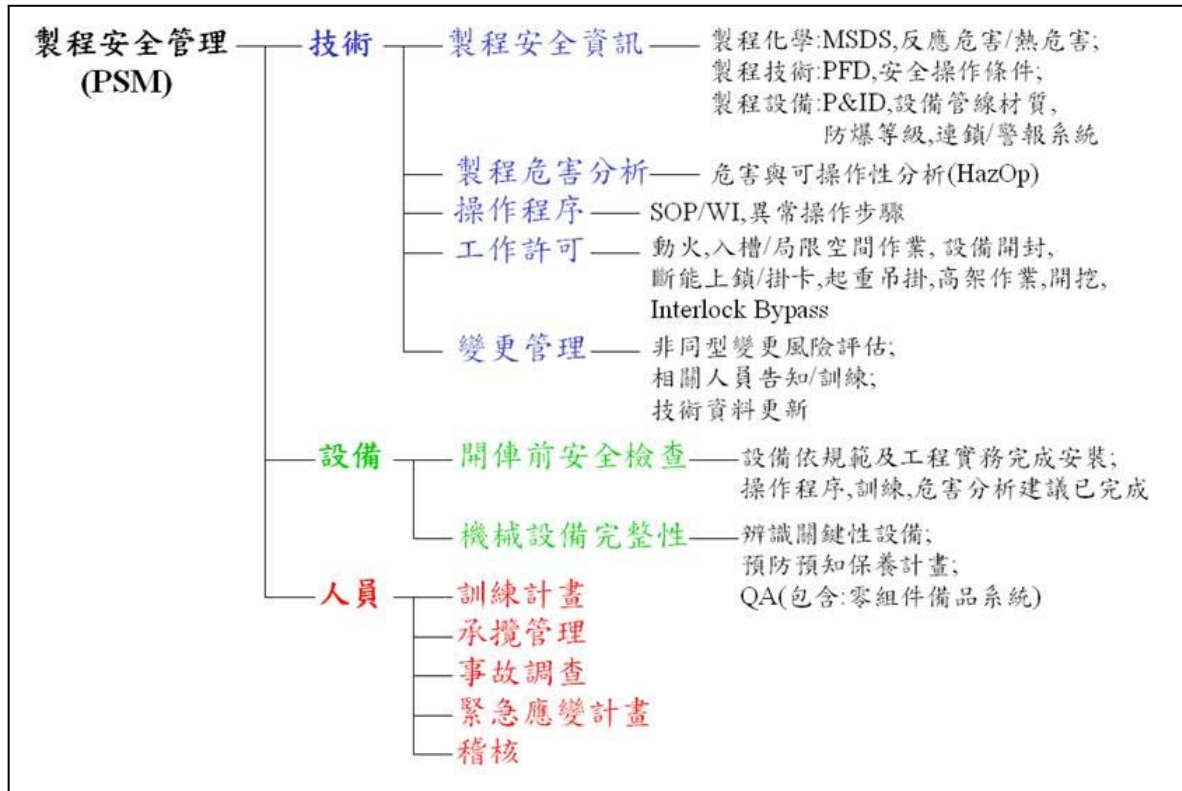 製程安全管理
(PSM)
技術
製程安全資訊
製程化學:MSDS,反應危害/熱危害;
製程技術:PFD,安全操作條件;
製程設備:P&ID,設備管線材質,
防爆等級,連鎖/警報系統
製程危害分析
危害與可操作性分析(HazOp)
操作程序
SOP/WI,異常操作步驟
工作許可
動火,入槽/局限空間作業, 設備開封,
斷能上鎖/掛卡,起重吊掛,高架作業,開挖,
Interlock Bypass
變更管理
非同型變更風險評估;
相關人員告知/訓練;
技術資料更新
設備
開俥前安全檢查
設備依規範及工程實務完成安裝;
操作程序,訓練,危害分析建議已完成
機械設備完整性
辨識關鍵性設備;
預防預知保養計畫;
QA(包含:零組件備品系統)
人員
訓練計畫
承攬管理
事故調查
緊急應變計畫
稽核